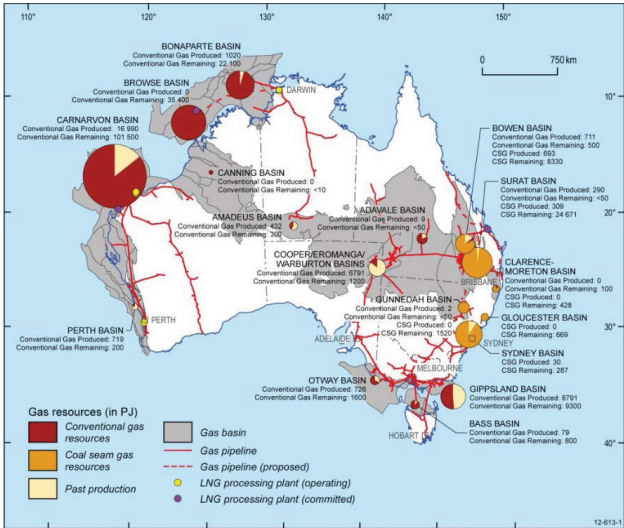 110° 120° 130° 140° 150°
0 750 km
BONAPARTE BASIN
Conventional Gas Produced: 1020
Conventional Gas Remaining: 22 100
BROWSE BASIN
Conventional Gas Produced: 0
Conventional Gas Remaining: 35 400
DARWIN
10°
CARNARVON BASIN
Conventional Gas Produced: 16 990
Conventional Gas Remaining: 101 500
BOWEN BASIN
Conventional Gas Produced: 711
Conventional Gas Remaining: 500
CSG Produced: 693
CSG Remaining: 8330
CANNING BASIN
Conventional Gas Produced: 0
Conventional Gas Remaining: <10
SURAT BASIN
Conventional Gas Produced: 290
Conventional Gas Remaining: <50
CSG Produced: 309
CSG Remaining: 24 671
20°
AMADEUS BASIN
Conventional Gas Produced: 432
Conventional Gas Remaining: 300
ADAVALE BASIN
Conventional Gas Produced: 9
Conventional Gas Remaining: <50
COOPER/EROMANGA/
WARBURTON BASINS
Conventional Gas Produced: 6791
Conventional Gas Remaining: 1200
BRISBANE
CLARENCE-
MORETON BASIN
Conventional Gas Produced: 0
Conventional Gas Remaining: 100
CSG Produced: 0
CSG Remaining: 428
GUNNEDAH BASIN
Conventional Gas Produced: 2
Conventional Gas Remaining: <50
CSG Produced: 0
CSG Remaining: 1520
GLOUCESTER BASIN
CSG Produced: 0
CSG Remaining: 669
30°
PERTH
PERTH BASIN
Conventional Gas Produced: 719
Conventional Gas Remaining: 200
ADELAIDE
SYDNEY
SYDNEY BASIN
CSG Produced: 30
CSG Remaining: 287
MELBOURNE
OTWAY BASIN
Conventional Gas Produced: 726
Conventional Gas Remaining: 1600
GIPPSLAND BASIN
Conventional Gas Produced: 8791
Conventional Gas Remaining: 9300
BASS BASIN
Conventional Gas Produced: 79
Conventional Gas Remaining: 800
HOBART
40°
Gas resources (in PJ)
Conventional gas
resources
Coal seam gas
resources
Past production
Gas basin
Gas pipeline
Gas pipeline (proposed)
LNG processing plant (operating)
LNG processing plant (committed)
12-613-1